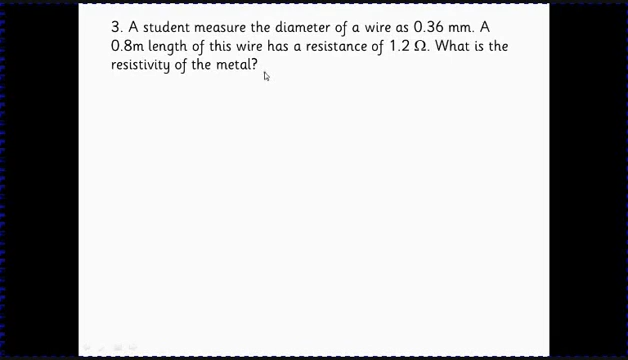 3. A student measure the diameter of a wire as 0.36 mm. A
0.8m length of this wire has a resistance of 1.2 Ω. What is the
resistivity of the metal?